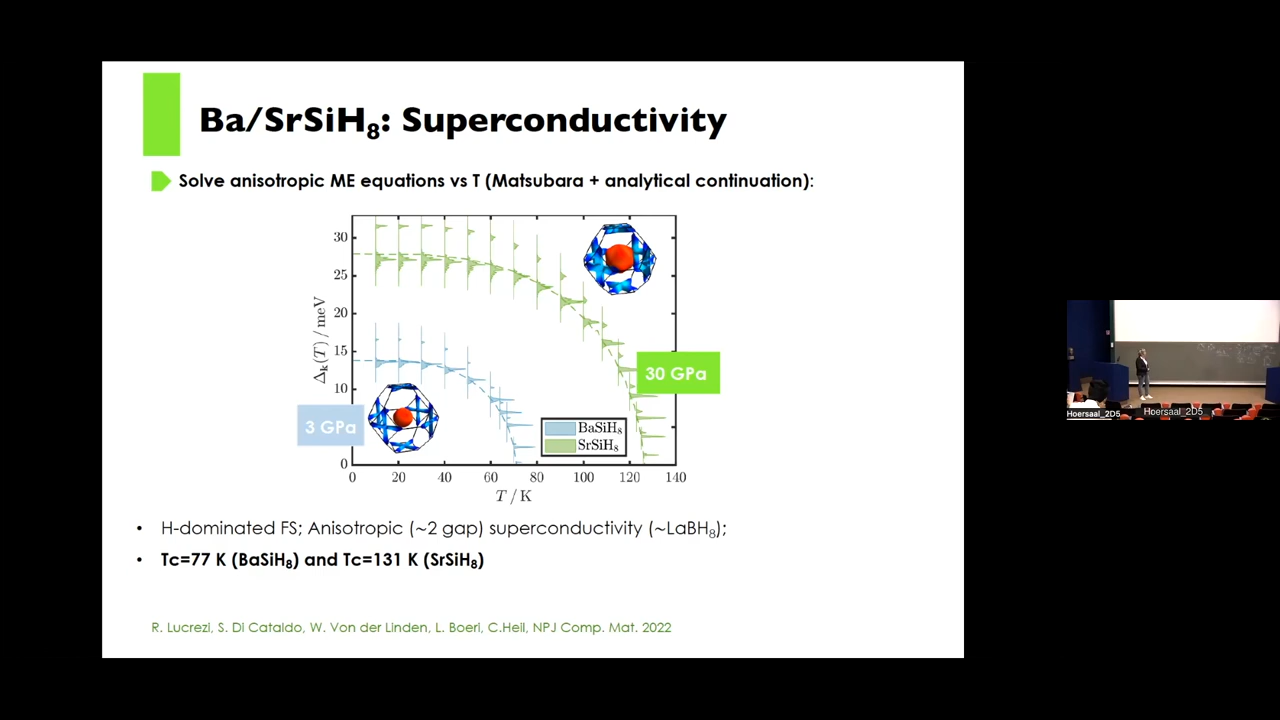 Ba/SrSiH₈: Superconductivity
Solve anisotropic ME equations vs T (Matsubara + analytical continuation):
30
25
20
15
10
0
Δₖ(T) / meV
30 GPa
3 GPa
BaSiH₈
SrSiH₈
0 20 40 60 80 100 120 140
T / K
• H-dominated FS; Anisotropic (~2 gap) superconductivity (~LaBH₈);
• Tc=77 K (BaSiH₈) and Tc=131 K (SrSiH₈)
R. Lucrezi, S. Di Cataldo, W. Von der Linden, L. Boeri, C.Heil, NPJ Comp. Mat. 2022
Hoersaal_2D5
Hoersaal_2D5